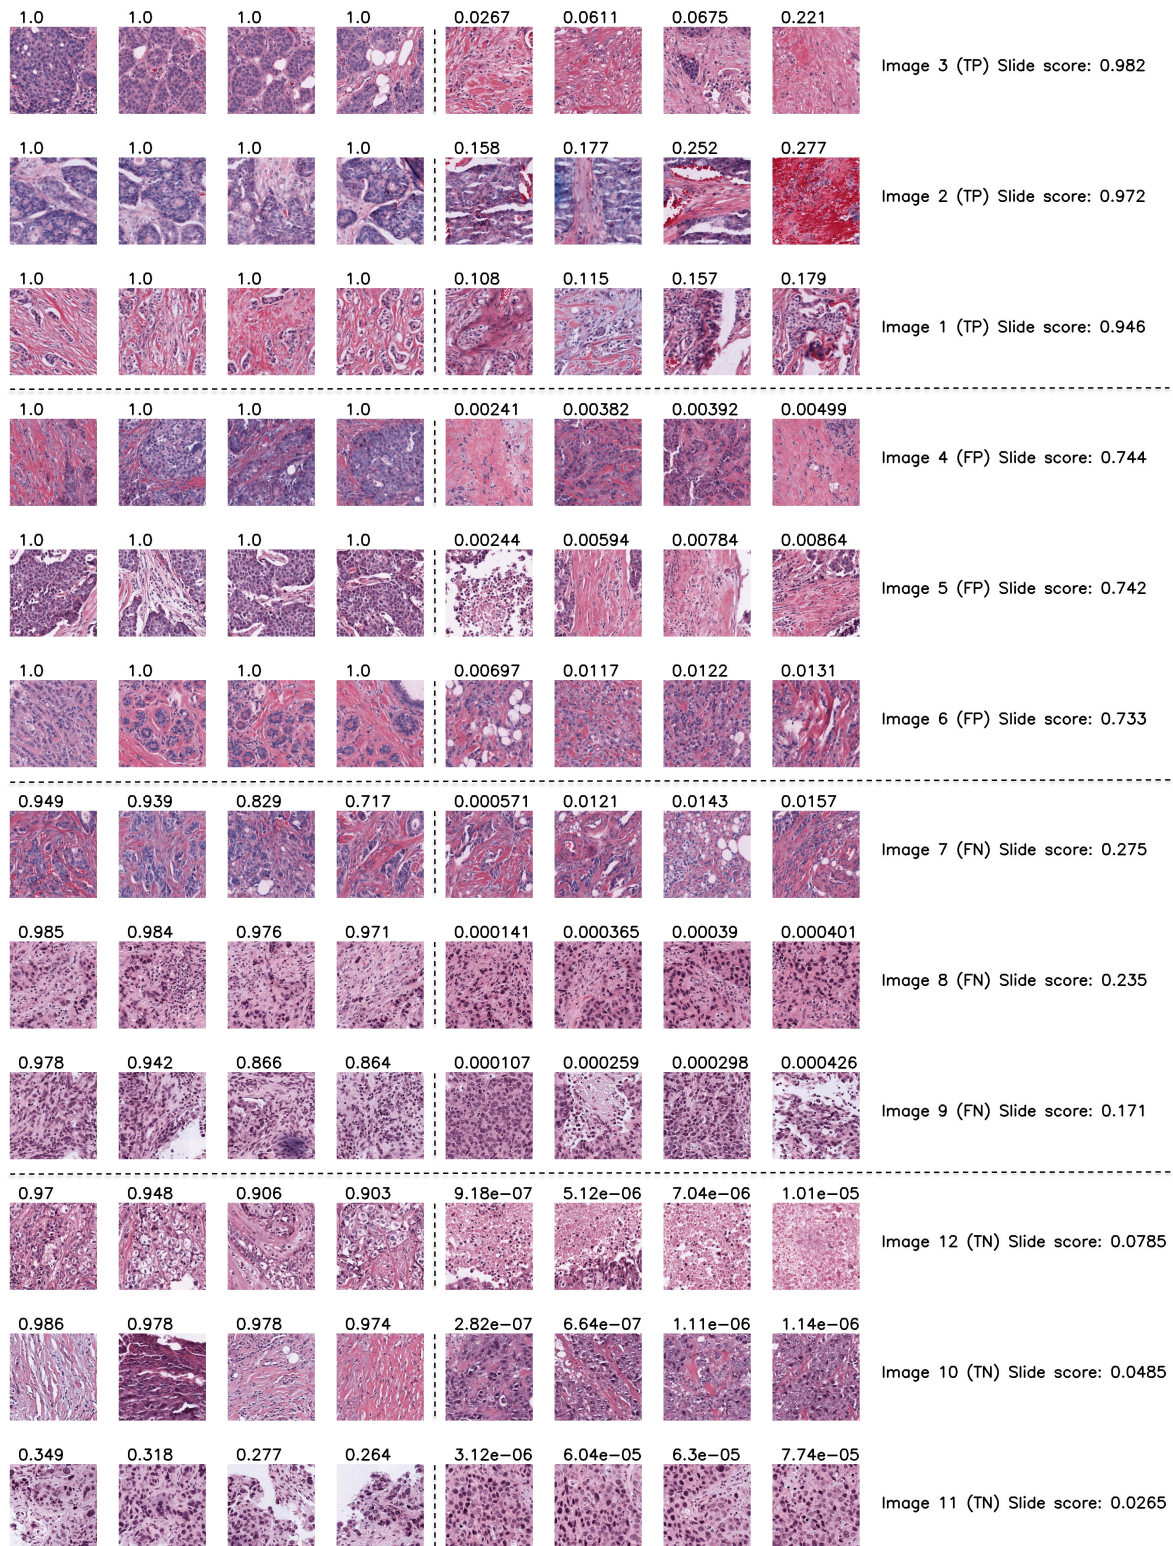 1.0 1.0 1.0 1.0 0.0267 0.0611 0.0675 0.221
Image 3 (TP) Slide score: 0.982
1.0 1.0 1.0 1.0 0.158 0.177 0.252 0.277
Image 2 (TP) Slide score: 0.972
1.0 1.0 1.0 1.0 0.108 0.115 0.157 0.179
Image 1 (TP) Slide score: 0.946
1.0 1.0 1.0 1.0 0.00241 0.00382 0.00392 0.00499
Image 4 (FP) Slide score: 0.744
1.0 1.0 1.0 1.0 0.00244 0.00594 0.00784 0.00864
Image 5 (FP) Slide score: 0.742
1.0 1.0 1.0 1.0 0.00697 0.0117 0.0122 0.0131
Image 6 (FP) Slide score: 0.733
0.949 0.939 0.829 0.717 0.000571 0.0121 0.0143 0.0157
Image 7 (FN) Slide score: 0.275
0.985 0.984 0.976 0.971 0.000141 0.000365 0.00039 0.000401
Image 8 (FN) Slide score: 0.235
0.978 0.942 0.866 0.864 0.000107 0.000259 0.000298 0.000426
Image 9 (FN) Slide score: 0.171
0.97 0.948 0.906 0.903 9.18e-07 5.12e-06 7.04e-06 1.01e-05
Image 12 (TN) Slide score: 0.0785
0.986 0.978 0.978 0.974 2.82e-07 6.64e-07 1.11e-06 1.14e-06
Image 10 (TN) Slide score: 0.0485
0.349 0.318 0.277 0.264 3.12e-06 6.04e-05 6.3e-05 7.74e-05
Image 11 (TN) Slide score: 0.0265